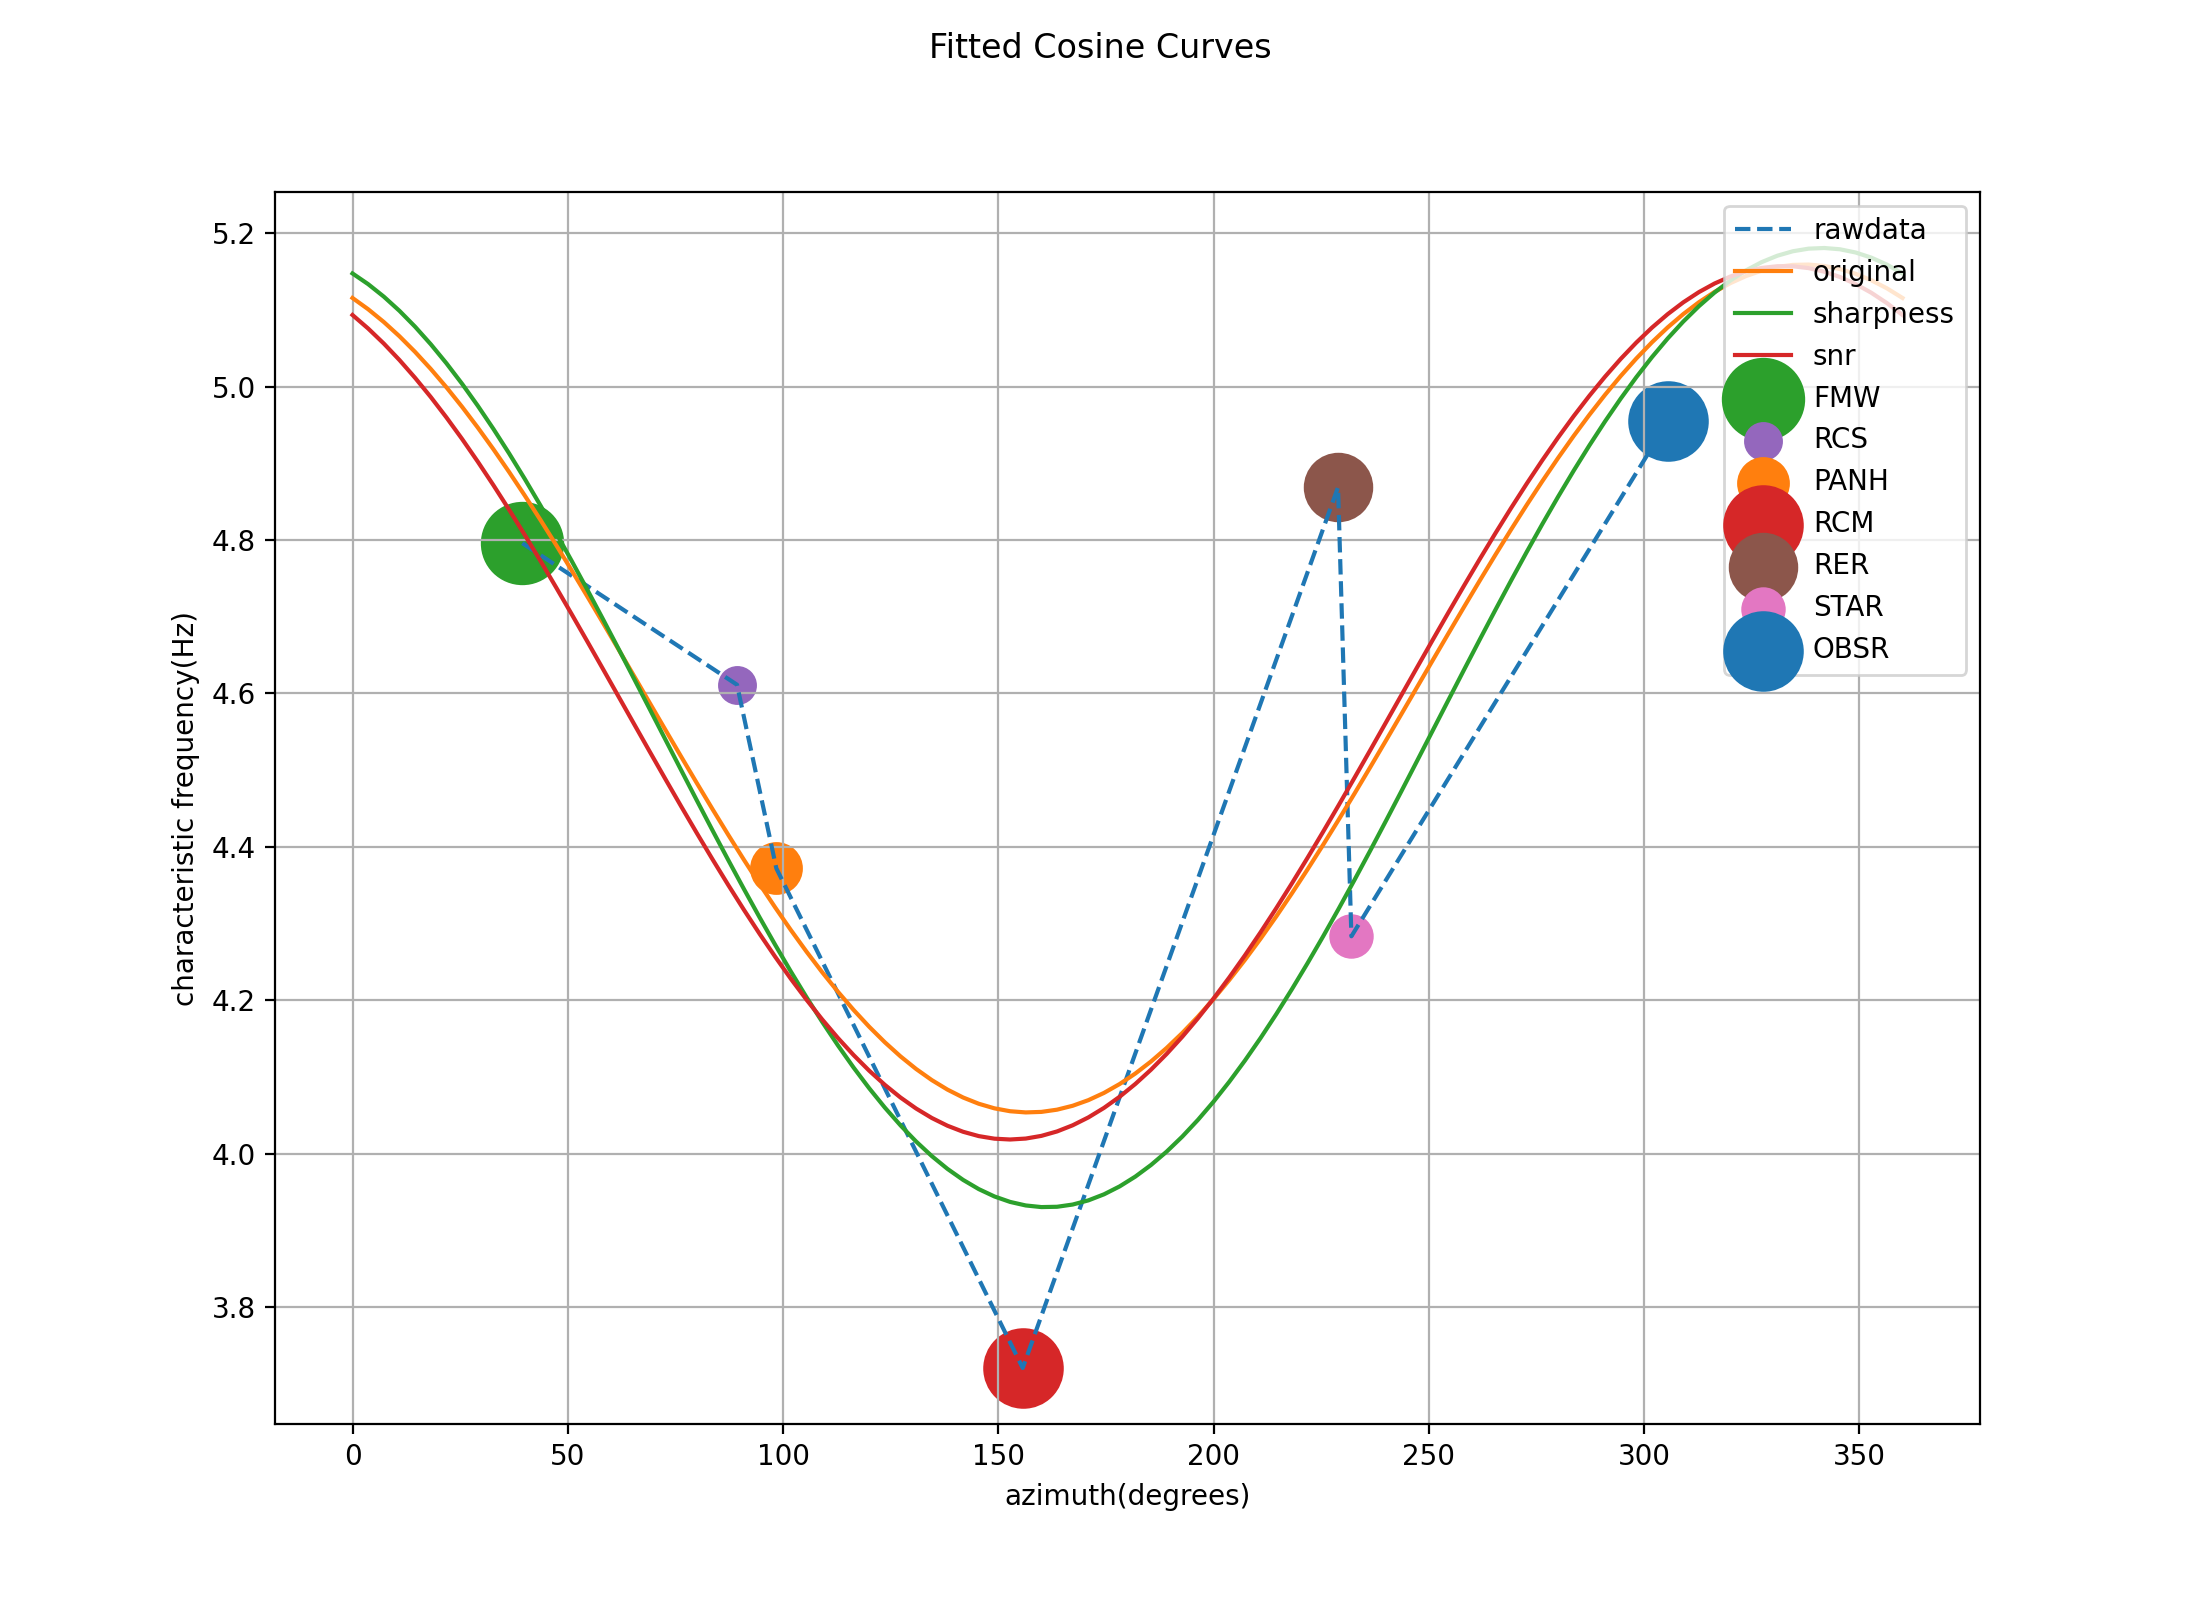 Fitted Cosine Curves
characteristic frequency(Hz)
5.2
5.0
4.8
4.6
4.4
4.2
4.0
3.8
rawdata
original
sharpness
snr
FMW
RCS
PANH
RCM
RER
STAR
OBSR
0 50 100 150 200 250 300 350
azimuth(degrees)